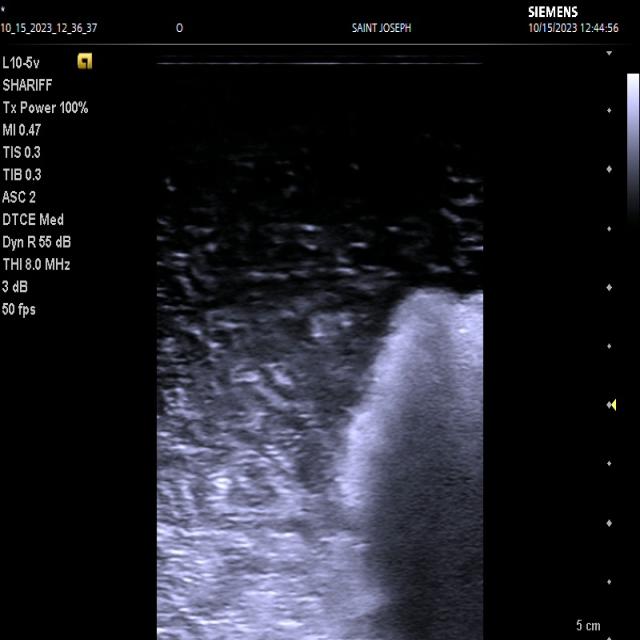 SIEMENS
10_15_2023_12_36_37 O SAINT JOSEPH 10/15/2023 12:44:56
L10-5v
SHARIFF
Tx Power 100%
MI 0.47
TIS 0.3
TIB 0.3
ASC 2
DTCE Med
Dyn R 55 dB
THI 8.0 MHz
3 dB
50 fps
5 cm